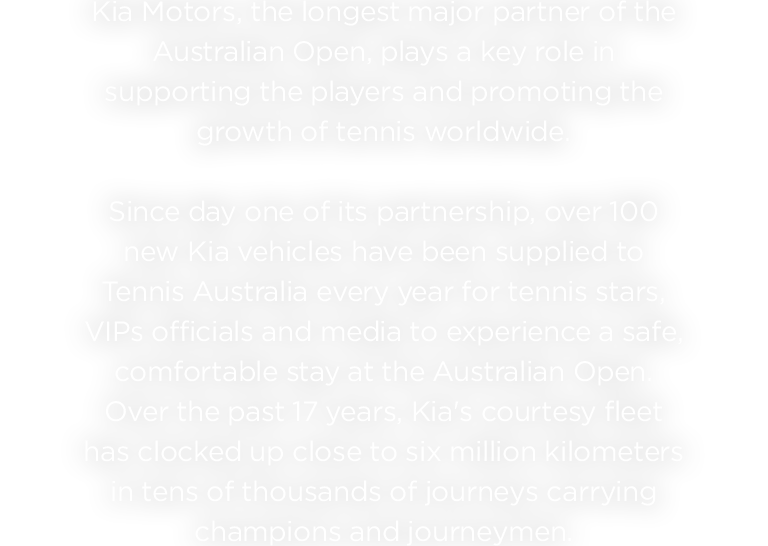 Kia Motors, the longest major partner of the
Australian Open, plays a key role in
supporting the players and promoting the
growth of tennis worldwide.
Since day one of its partnership, over 100
new Kia vehicles have been supplied to
Tennis Australia every year for tennis stars,
VIPs officials and media to experience a safe,
comfortable stay at the Australian Open.
Over the past 17 years, Kia's courtesy fleet
has clocked up close to six million kilometers
in tens of thousands of journeys carrying
champions and journeymen.